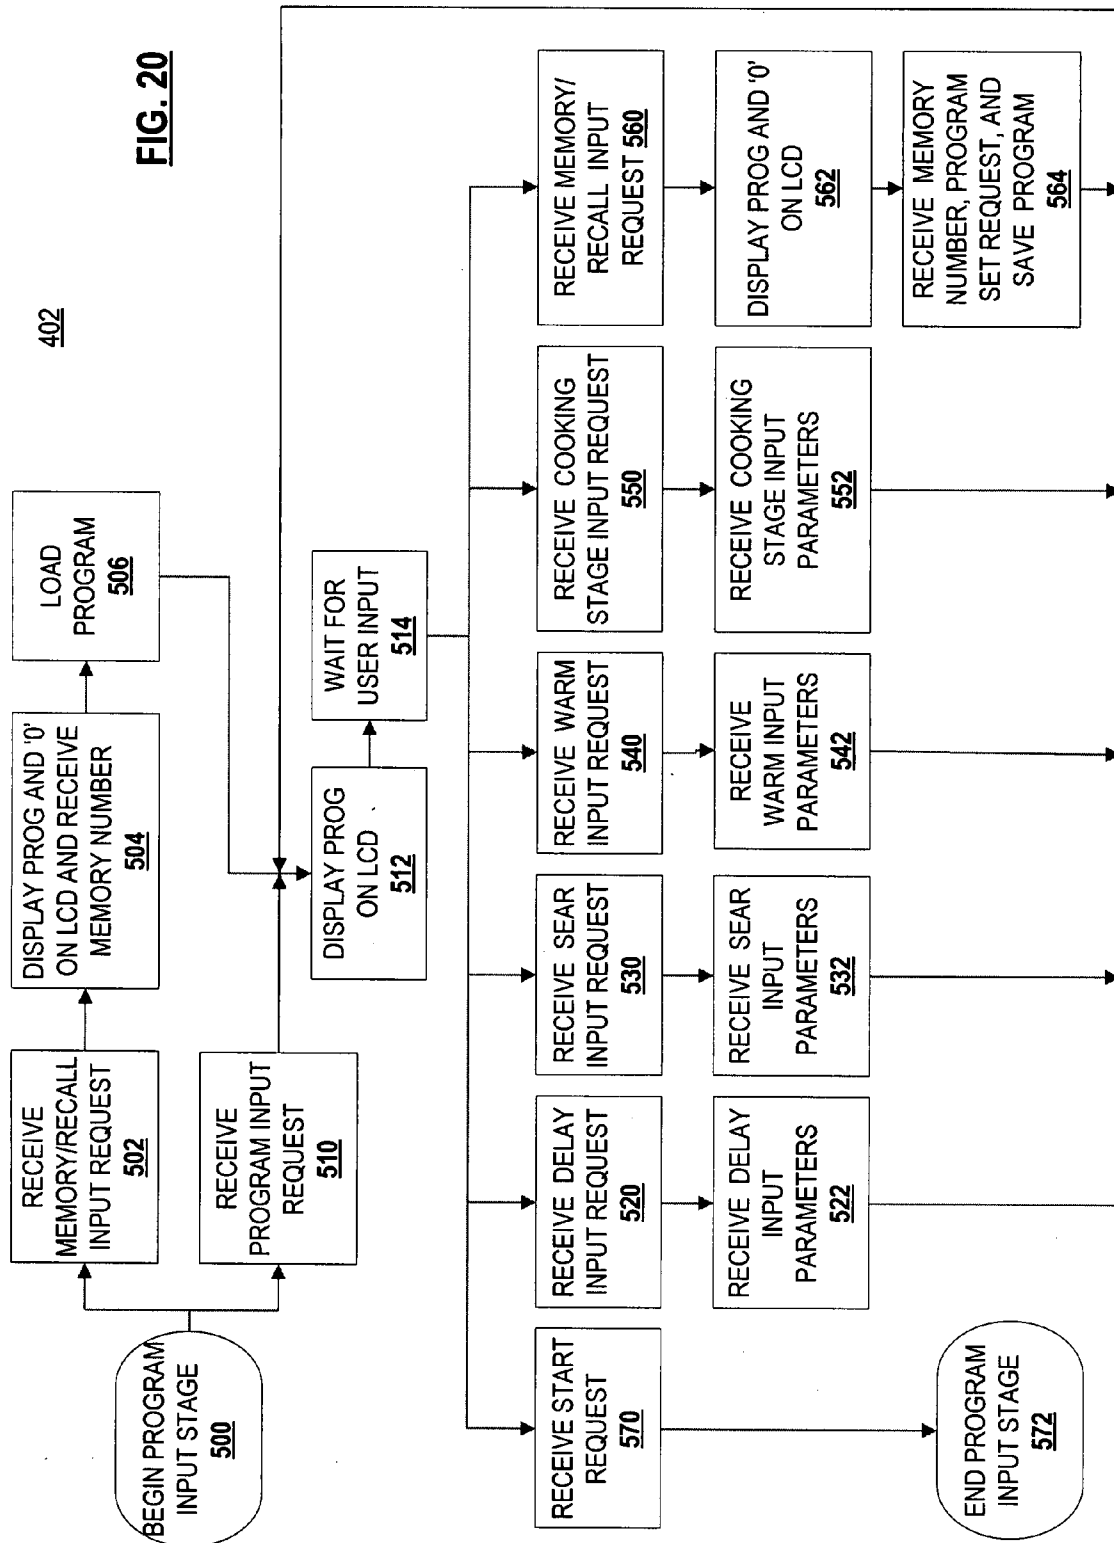 FIG. 20
402
BEGIN PROGRAM
INPUT STAGE
500
RECEIVE
MEMORY/RECALL
INPUT REQUEST
502
DISPLAY PROG AND '0'
ON LCD AND RECEIVE
MEMORY NUMBER
504
LOAD
PROGRAM
506
RECEIVE
PROGRAM INPUT
REQUEST
510
DISPLAY PROG
ON LCD
512
WAIT FOR
USER INPUT
514
RECEIVE START
REQUEST
570
RECEIVE DELAY
INPUT REQUEST
520
RECEIVE SEAR
INPUT REQUEST
530
RECEIVE WARM
INPUT REQUEST
540
RECEIVE COOKING
STAGE INPUT REQUEST
550
RECEIVE MEMORY/
RECALL INPUT
REQUEST 560
RECEIVE DELAY
INPUT
PARAMETERS
522
RECEIVE SEAR
INPUT
PARAMETERS
532
RECEIVE
WARM INPUT
PARAMETERS
542
RECEIVE COOKING
STAGE INPUT
PARAMETERS
552
DISPLAY PROG AND '0'
ON LCD
562
END PROGRAM
INPUT STAGE
572
RECEIVE MEMORY
NUMBER, PROGRAM
SET REQUEST, AND
SAVE PROGRAM
564